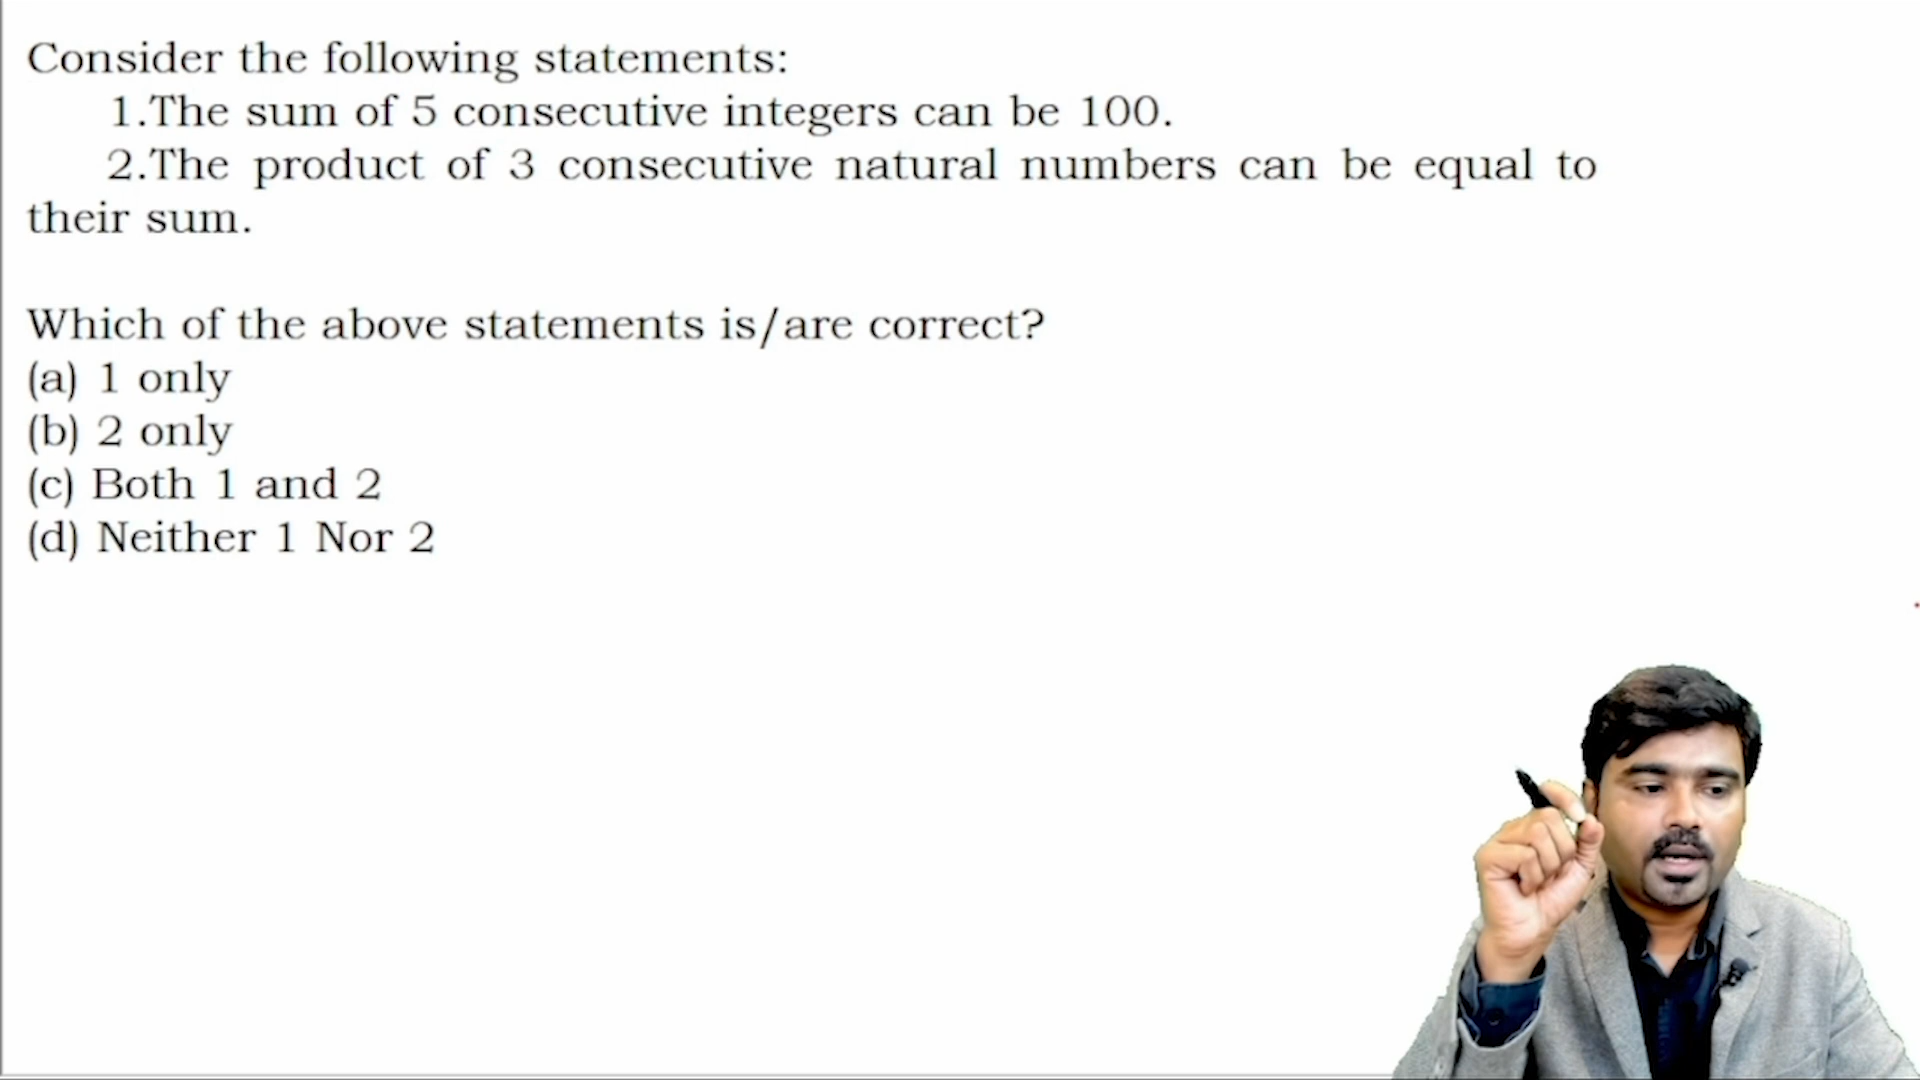 Consider the following statements:
1.The sum of 5 consecutive integers can be 100.
2.The product of 3 consecutive natural numbers can be equal to
their sum.
Which of the above statements is/are correct?
(a) 1 only
(b) 2 only
(c) Both 1 and 2
(d) Neither 1 Nor 2